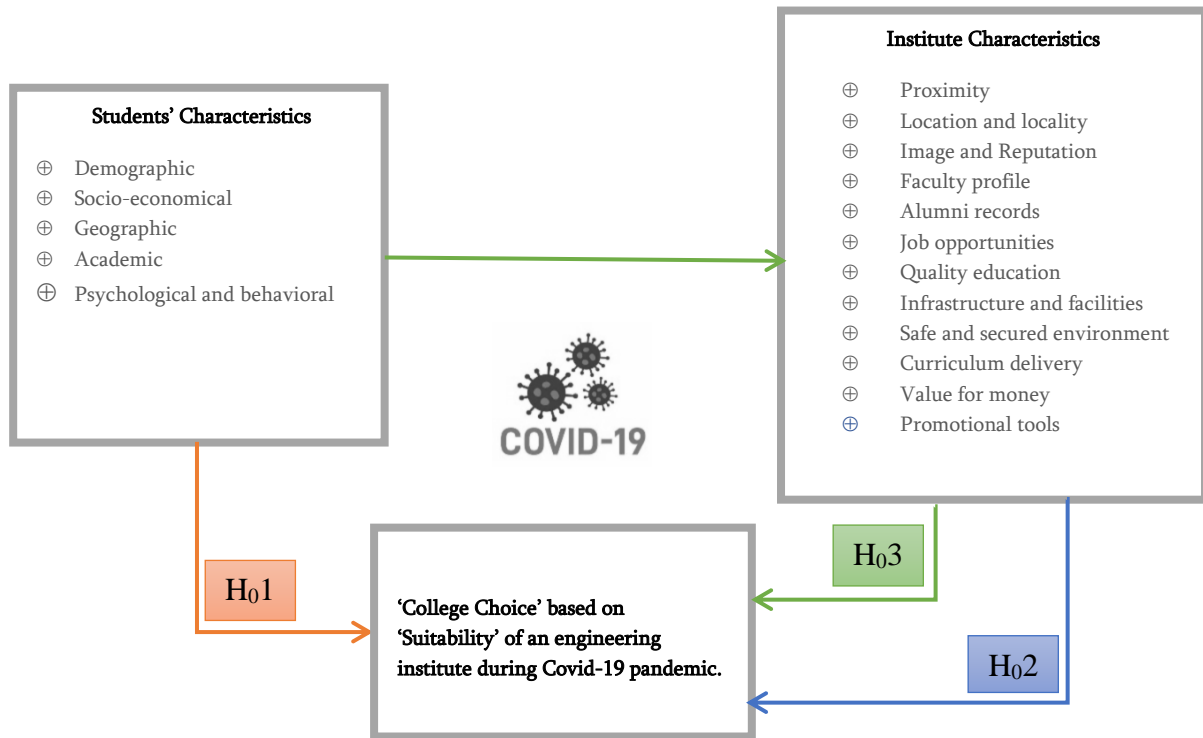 Students’ Characteristics
⊕ Demographic
⊕ Socio-economical
⊕ Geographic
⊕ Academic
⊕ Psychological and behavioral
Institute Characteristics
⊕ Proximity
⊕ Location and locality
⊕ Image and Reputation
⊕ Faculty profile
⊕ Alumni records
⊕ Job opportunities
⊕ Quality education
⊕ Infrastructure and facilities
⊕ Safe and secured environment
⊕ Curriculum delivery
⊕ Value for money
⊕ Promotional tools
COVID-19
H₀1
H₀3
H₀2
‘College Choice’ based on
‘Suitability’ of an engineering
institute during Covid-19 pandemic.